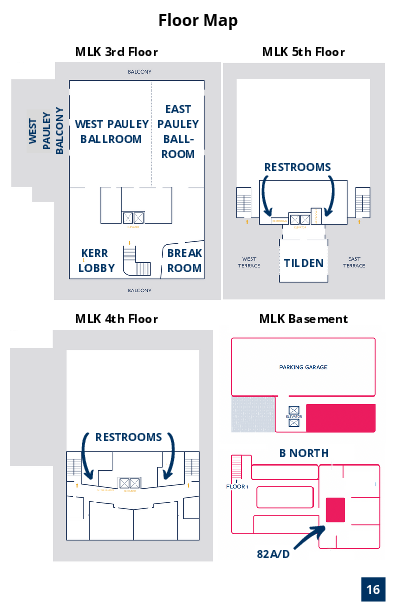 Floor Map
MLK 3rd Floor
BALCONY
WEST
PAULEY
BALCONY
WEST PAULEY
BALLROOM
EAST
PAULEY
BALL-
ROOM
KERR
LOBBY
BREAK
ROOM
BALCONY
MLK 5th Floor
RESTROOMS
WEST
TERRACE
TILDEN
EAST
TERRACE
MLK 4th Floor
RESTROOMS
MLK Basement
PARKING GARAGE
ELEVATOR
B NORTH
FLOOR 1
82A/D
16